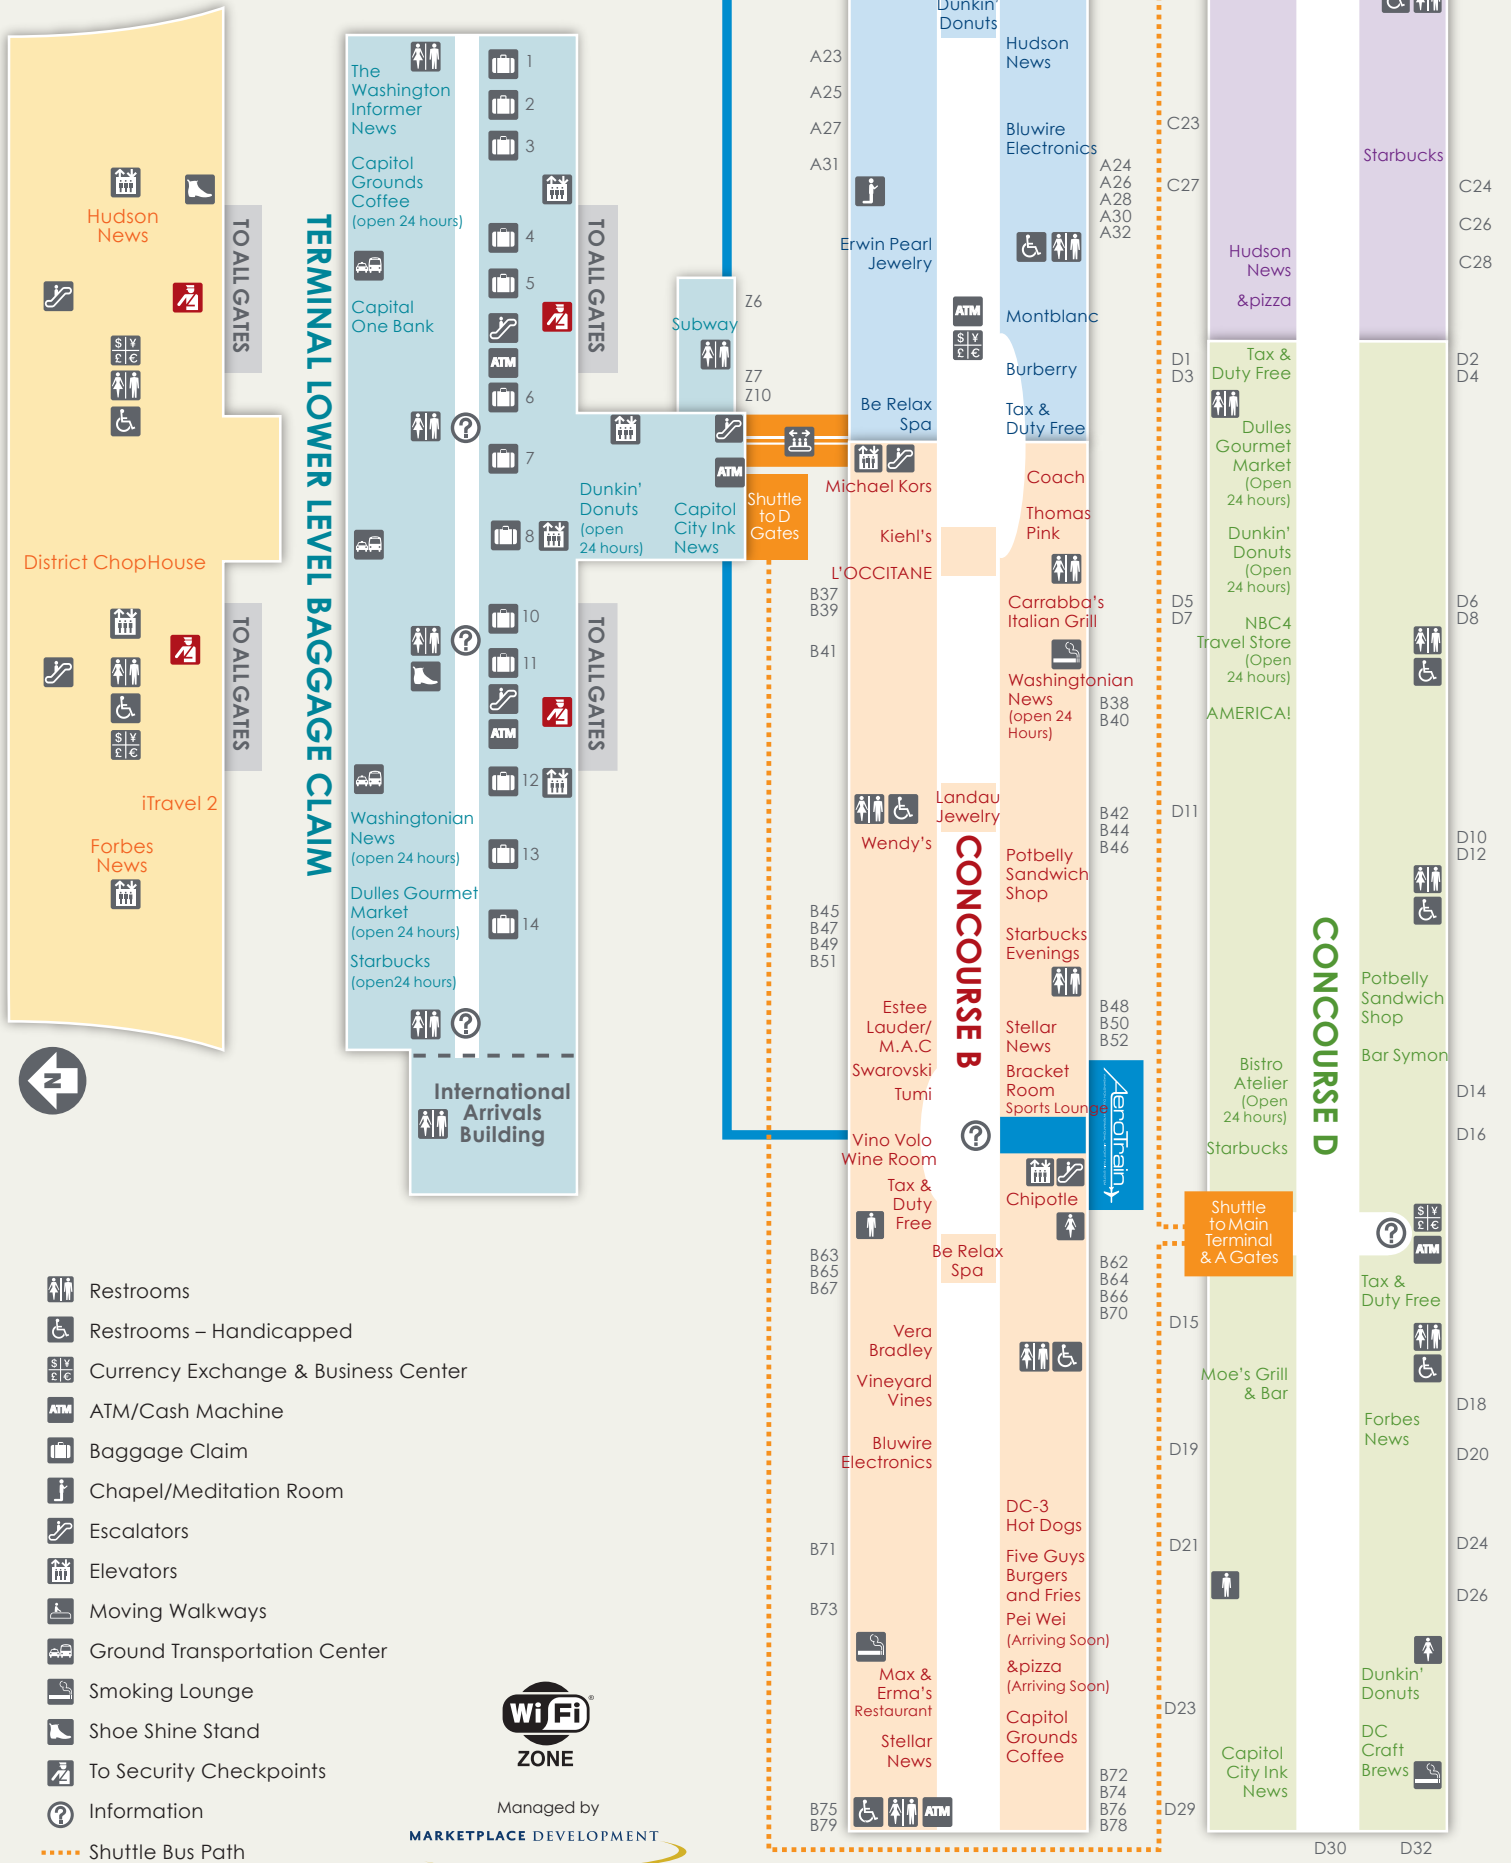 Hudson
News
District ChopHouse
iTravel 2
Forbes
News
TO ALL GATES
TO ALL GATES
TERMINAL LOWER LEVEL BAGGAGE CLAIM
The
Washington
Informer
News
Capitol
Grounds
Coffee
(open 24 hours)
Capital
One Bank
Washingtonian
News
(open 24 hours)
Dulles Gourmet
Market
(open 24 hours)
Starbucks
(open24 hours)
1
2
3
4
5
ATM
6
7
8
10
11
ATM
12
13
14
TO ALL GATES
TO ALL GATES
Dunkin'
Donuts
(open
24 hours)
Capitol
City Ink
News
ATM
Subway
Z6
Z7
Z10
Shuttle
to D
Gates
International
Arrivals
Building
N
A23
A25
A27
A31
Dunkin'
Donuts
Hudson
News
Bluwire
Electronics
A24
A26
A28
A30
A32
Erwin Pearl
Jewelry
ATM
Montblanc
Burberry
Be Relax
Spa
Tax &
Duty Free
Michael Kors
Kiehl's
L'OCCITANE
Coach
Thomas
Pink
Carrabba's
Italian Grill
Washingtonian
News
(open 24
Hours)
B37
B39
B41
B38
B40
Landau
Jewelry
Wendy's
CONCOURSE B
Potbelly
Sandwich
Shop
Starbucks
Evenings
B42
B44
B46
B45
B47
B49
B51
Estee
Lauder/
M.A.C
Swarovski
Tumi
Stellar
News
Bracket
Room
Sports Lounge
B48
B50
B52
AeroTrain
Vino Volo
Wine Room
Tax &
Duty
Free
Chipotle
Be Relax
Spa
B63
B65
B67
B62
B64
B66
B70
Vera
Bradley
Vineyard
Vines
Bluwire
Electronics
DC-3
Hot Dogs
Five Guys
Burgers
and Fries
Pei Wei
(Arriving Soon)
&pizza
(Arriving Soon)
Capitol
Grounds
Coffee
B71
B73
Max &
Erma's
Restaurant
Stellar
News
B75
B79
ATM
B72
B74
B76
B78
C23
C27
Starbucks
C24
C26
C28
Hudson
News
&pizza
D1
D3
Tax &
Duty Free
D2
D4
Dulles
Gourmet
Market
(Open
24 hours)
Dunkin'
Donuts
(Open
24 hours)
D5
D7
NBC4
Travel Store
(Open
24 hours)
AMERICA!
D6
D8
D11
D10
D12
CONCOURSE D
Potbelly
Sandwich
Shop
Bar Symon
Bistro
Atelier
(Open
24 hours)
Starbucks
D14
D16
Shuttle
to Main
Terminal
& A Gates
ATM
Tax &
Duty Free
D15
Moe's Grill
& Bar
Forbes
News
D18
D19
D20
D21
D24
D26
Dunkin'
Donuts
D23
DC
Craft
Brews
Capitol
City Ink
News
D29
D30
D32
Restrooms
Restrooms – Handicapped
Currency Exchange & Business Center
ATM
ATM/Cash Machine
Baggage Claim
Chapel/Meditation Room
Escalators
Elevators
Moving Walkways
Ground Transportation Center
Smoking Lounge
Shoe Shine Stand
To Security Checkpoints
Information
Shuttle Bus Path
Wi Fi
ZONE
Managed by
MARKETPLACE DEVELOPMENT